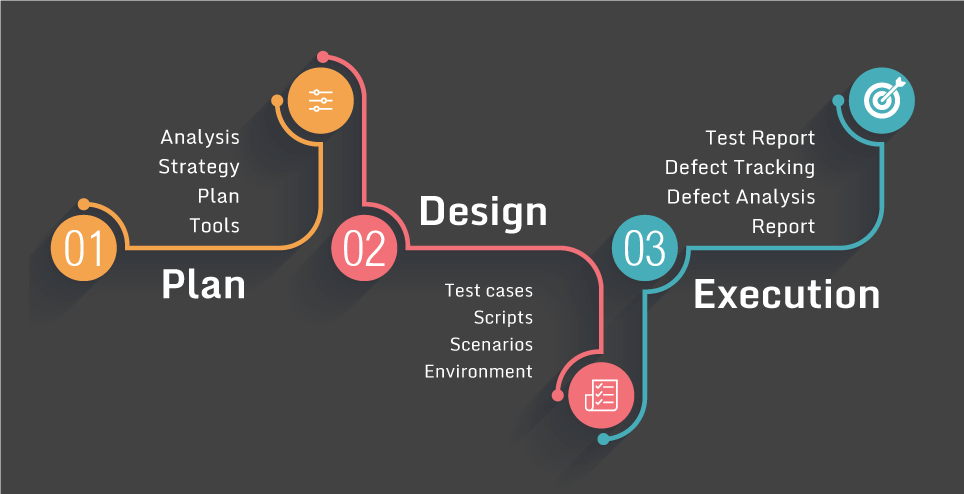 01
Plan
Analysis
Strategy
Plan
Tools
02
Design
Test cases
Scripts
Scenarios
Environment
03
Execution
Test Report
Defect Tracking
Defect Analysis
Report